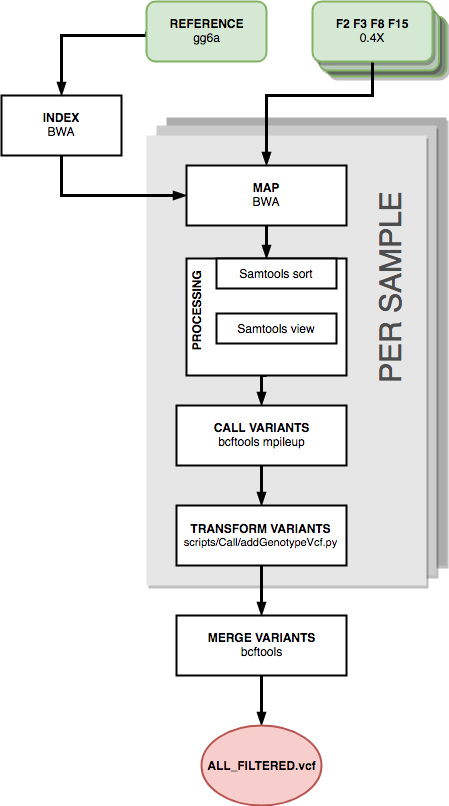 REFERENCE
gg6a
F2 F3 F8 F15
0.4X
INDEX
BWA
MAP
BWA
PER SAMPLE
PROCESSING
Samtools sort
Samtools view
CALL VARIANTS
bcftools mpileup
TRANSFORM VARIANTS
scripts/Call/addGenotypeVcf.py
MERGE VARIANTS
bcftools
ALL_FILTERED.vcf